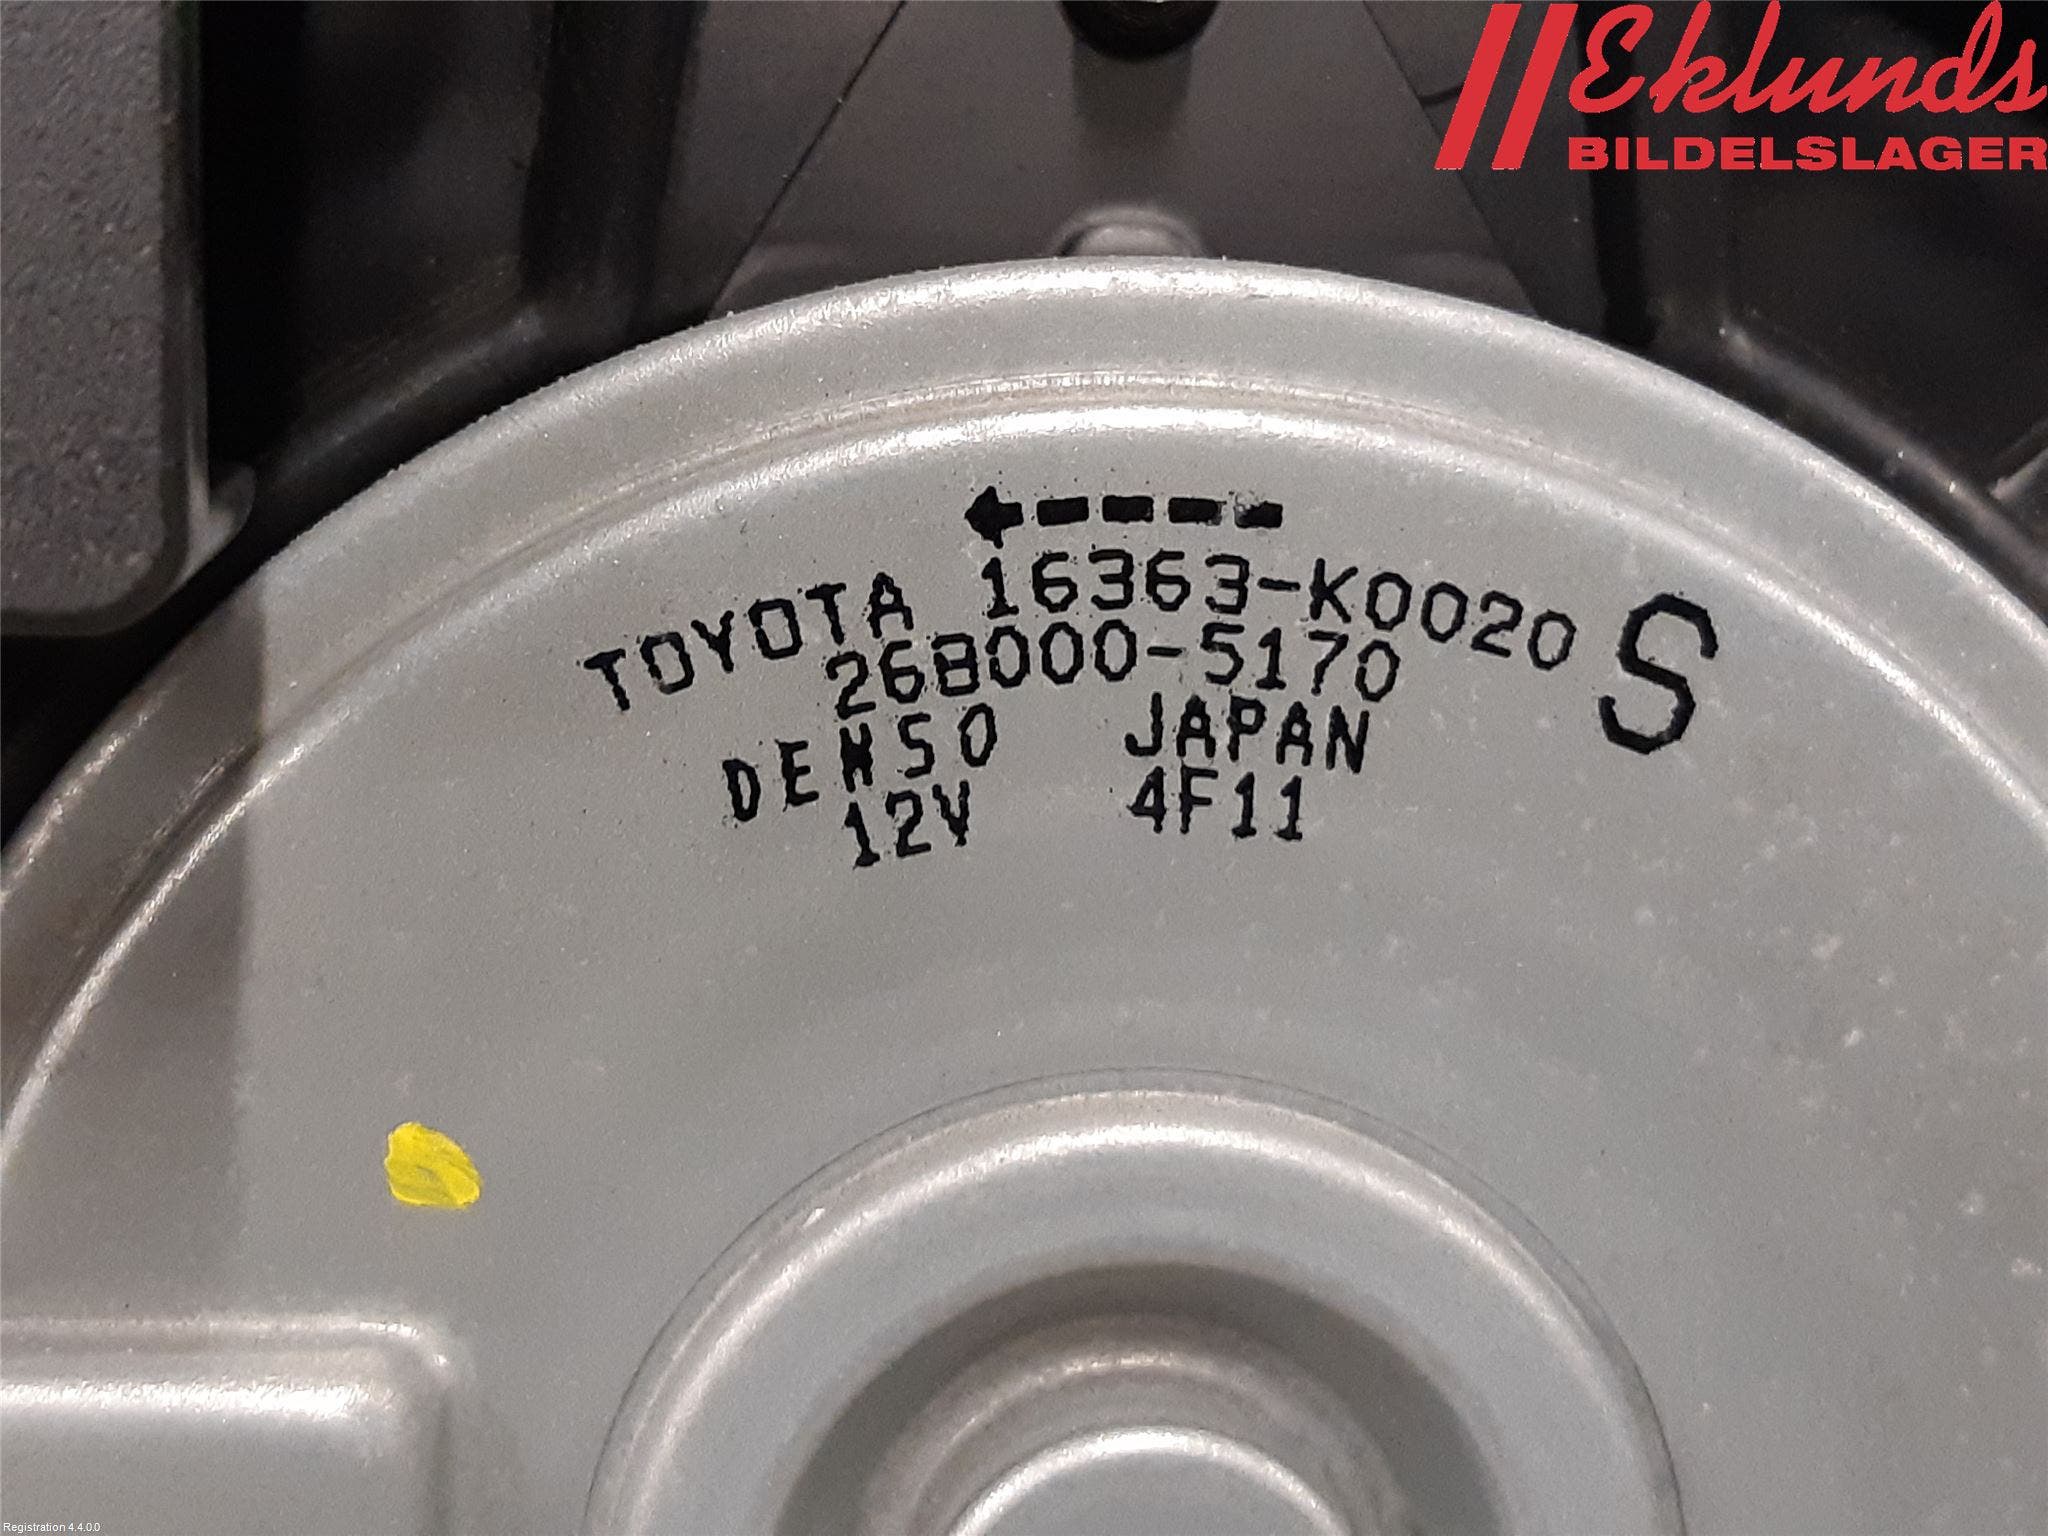 Eklunds
BILDELSLAGER
TOYOTA 16363-K0020 S
268000-5170
DENSO JAPAN
12V 4F11
Registration 4.4.0.0